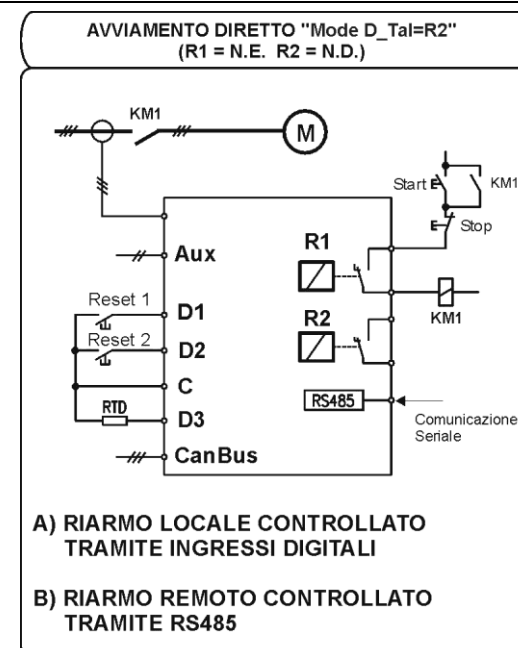 AVVIAMENTO DIRETTO "Mode D_Tal=R2"
(R1 = N.E. R2 = N.D.)
KM1
M
Start
KM1
Stop
Aux
R1
Reset 1
D1
KM1
Reset 2
D2
R2
C
RTD
D3
RS485
Comunicazione
Seriale
CanBus
A) RIARMO LOCALE CONTROLLATO
TRAMITE INGRESSI DIGITALI
B) RIARMO REMOTO CONTROLLATO
TRAMITE RS485